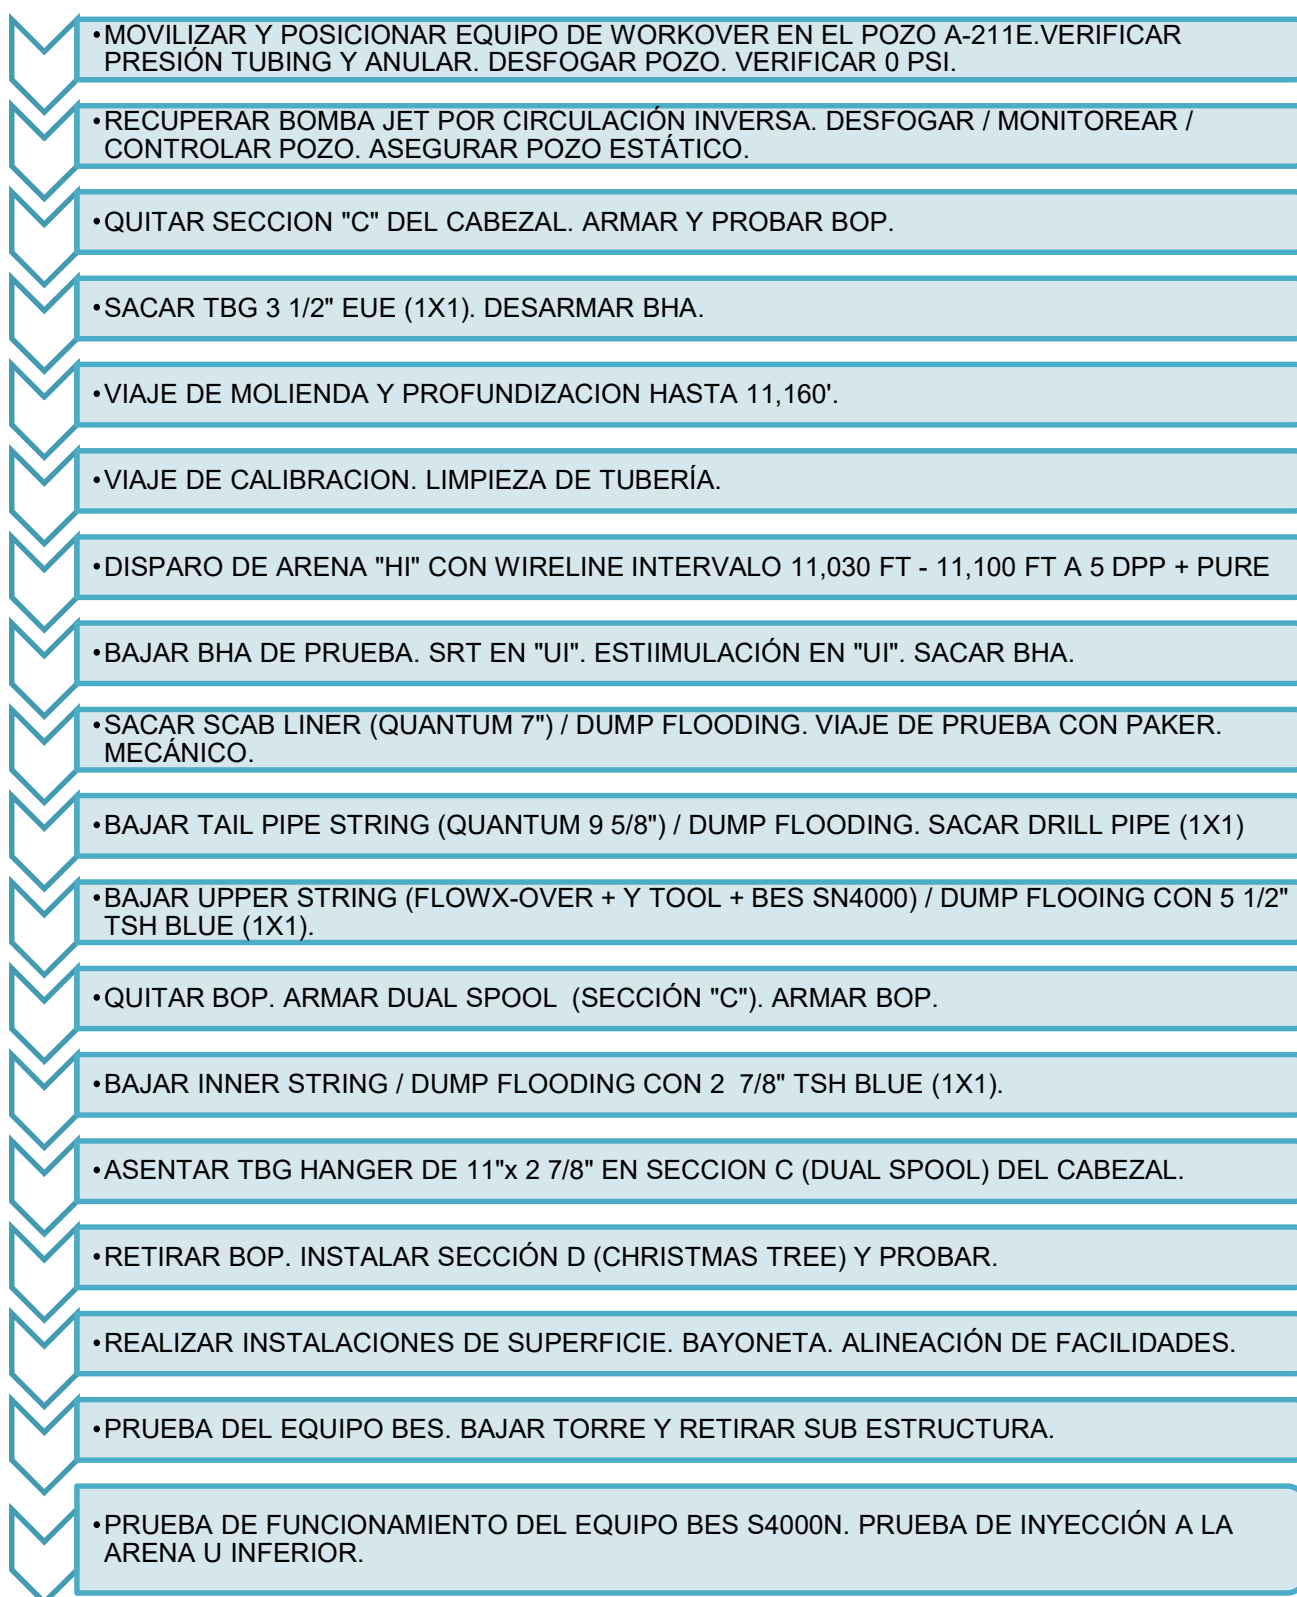 •MOVILIZAR Y POSICIONAR EQUIPO DE WORKOVER EN EL POZO A-211E.VERIFICAR
PRESIÓN TUBING Y ANULAR. DESFOGAR POZO. VERIFICAR 0 PSI.
•RECUPERAR BOMBA JET POR CIRCULACIÓN INVERSA. DESFOGAR / MONITOREAR /
CONTROLAR POZO. ASEGURAR POZO ESTÁTICO.
•QUITAR SECCION "C" DEL CABEZAL. ARMAR Y PROBAR BOP.
•SACAR TBG 3 1/2" EUE (1X1). DESARMAR BHA.
•VIAJE DE MOLIENDA Y PROFUNDIZACION HASTA 11,160'.
•VIAJE DE CALIBRACION. LIMPIEZA DE TUBERÍA.
•DISPARO DE ARENA "HI" CON WIRELINE INTERVALO 11,030 FT - 11,100 FT A 5 DPP + PURE
•BAJAR BHA DE PRUEBA. SRT EN "UI". ESTIIMULACIÓN EN "UI". SACAR BHA.
•SACAR SCAB LINER (QUANTUM 7") / DUMP FLOODING. VIAJE DE PRUEBA CON PAKER.
MECÁNICO.
•BAJAR TAIL PIPE STRING (QUANTUM 9 5/8") / DUMP FLOODING. SACAR DRILL PIPE (1X1)
•BAJAR UPPER STRING (FLOWX-OVER + Y TOOL + BES SN4000) / DUMP FLOOING CON 5 1/2"
TSH BLUE (1X1).
•QUITAR BOP. ARMAR DUAL SPOOL (SECCIÓN "C"). ARMAR BOP.
•BAJAR INNER STRING / DUMP FLOODING CON 2 7/8" TSH BLUE (1X1).
•ASENTAR TBG HANGER DE 11"x 2 7/8" EN SECCION C (DUAL SPOOL) DEL CABEZAL.
•RETIRAR BOP. INSTALAR SECCIÓN D (CHRISTMAS TREE) Y PROBAR.
•REALIZAR INSTALACIONES DE SUPERFICIE. BAYONETA. ALINEACIÓN DE FACILIDADES.
•PRUEBA DEL EQUIPO BES. BAJAR TORRE Y RETIRAR SUB ESTRUCTURA.
•PRUEBA DE FUNCIONAMIENTO DEL EQUIPO BES S4000N. PRUEBA DE INYECCIÓN A LA
ARENA U INFERIOR.